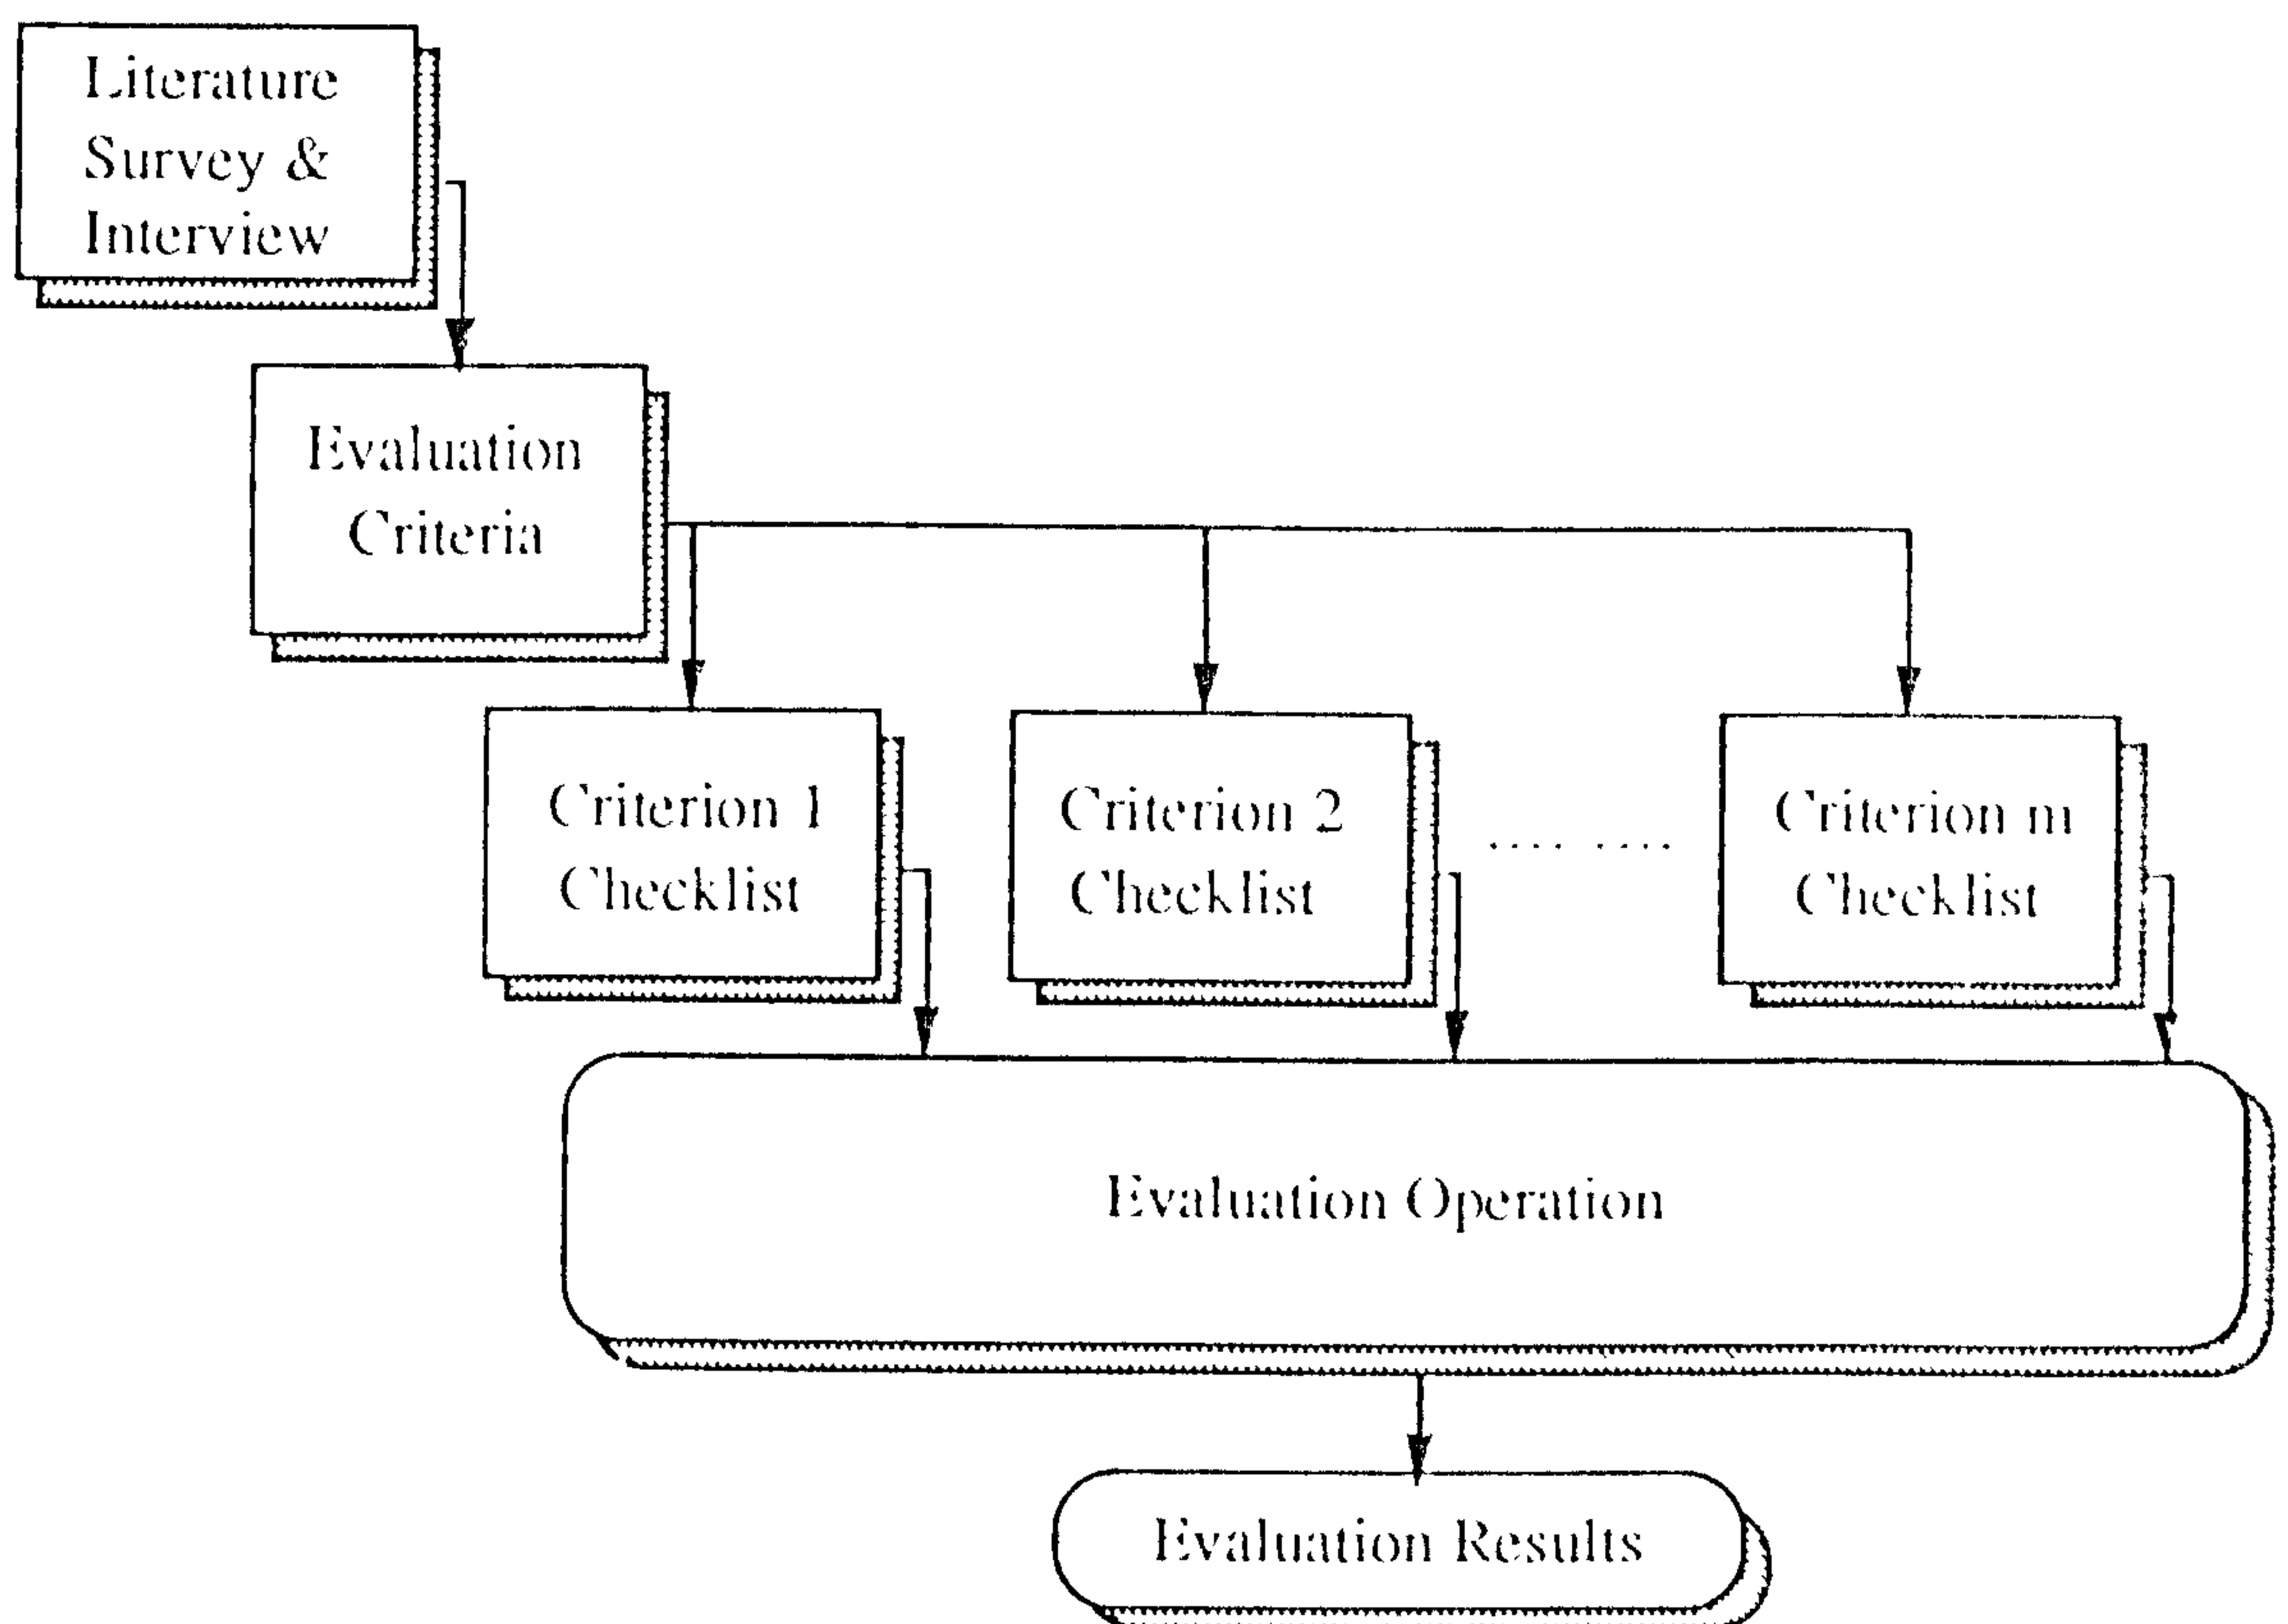 Literature
Survey &
Interview
Evaluation
Criteria
Criterion 1
Checklist
Criterion 2
Checklist
.... ....
Criterion m
Checklist
Evaluation Operation
Evaluation Results